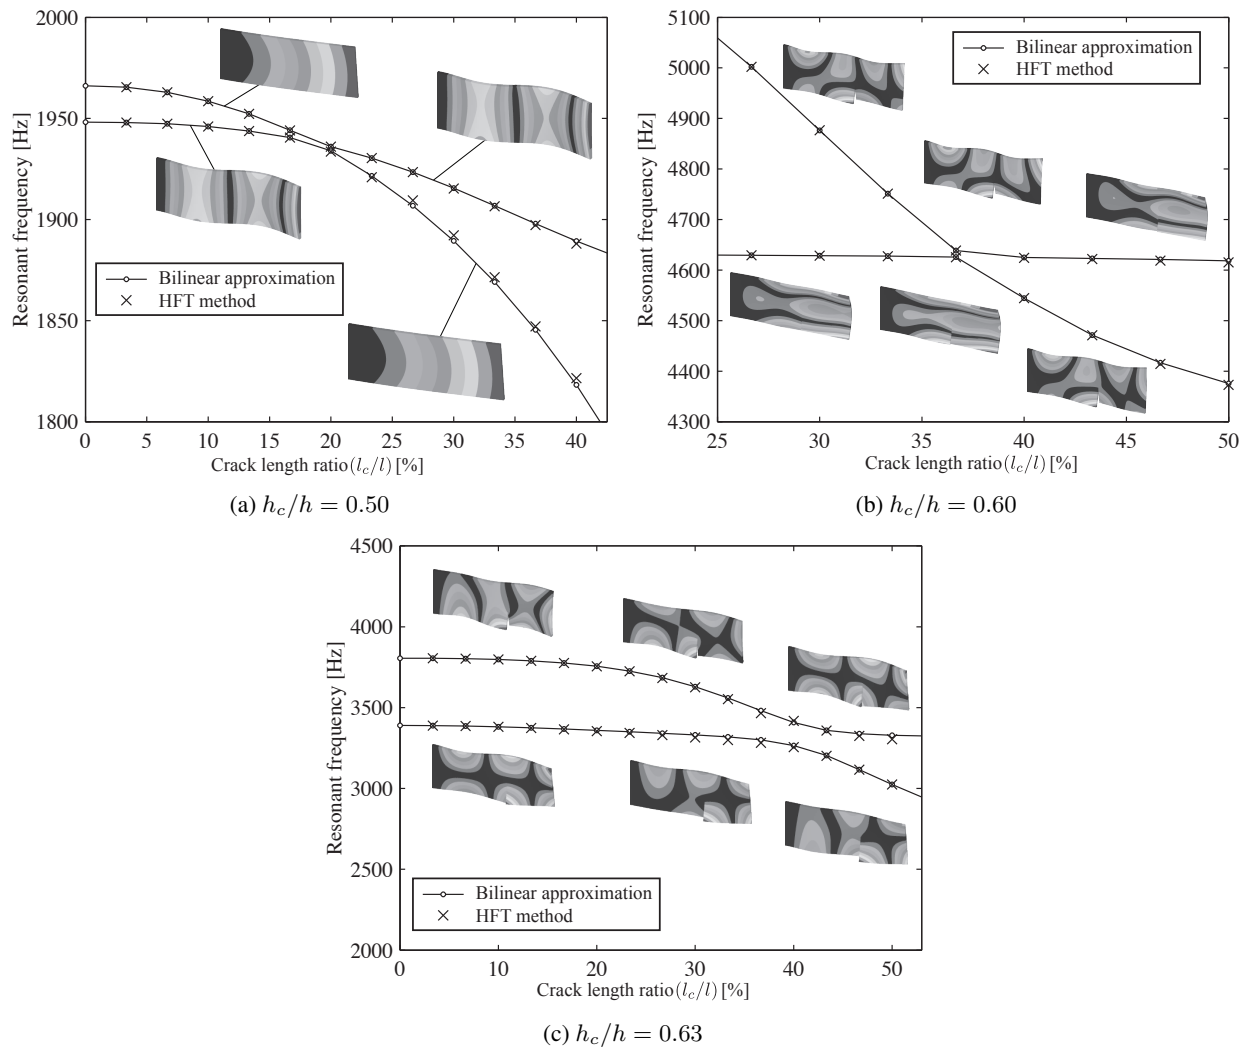 2000
1950
1900
1850
1800
Resonant frequency [Hz]
Bilinear approximation
HFT method
0 5 10 15 20 25 30 35 40
Crack length ratio (l_c/l) [%]
(a) h_c/h = 0.50
5100
5000
4900
4800
4700
4600
4500
4400
4300
Resonant frequency [Hz]
Bilinear approximation
HFT method
25 30 35 40 45 50
Crack length ratio (l_c/l) [%]
(b) h_c/h = 0.60
4500
4000
3500
3000
2500
2000
Resonant frequency [Hz]
Bilinear approximation
HFT method
0 10 20 30 40 50
Crack length ratio (l_c/l) [%]
(c) h_c/h = 0.63